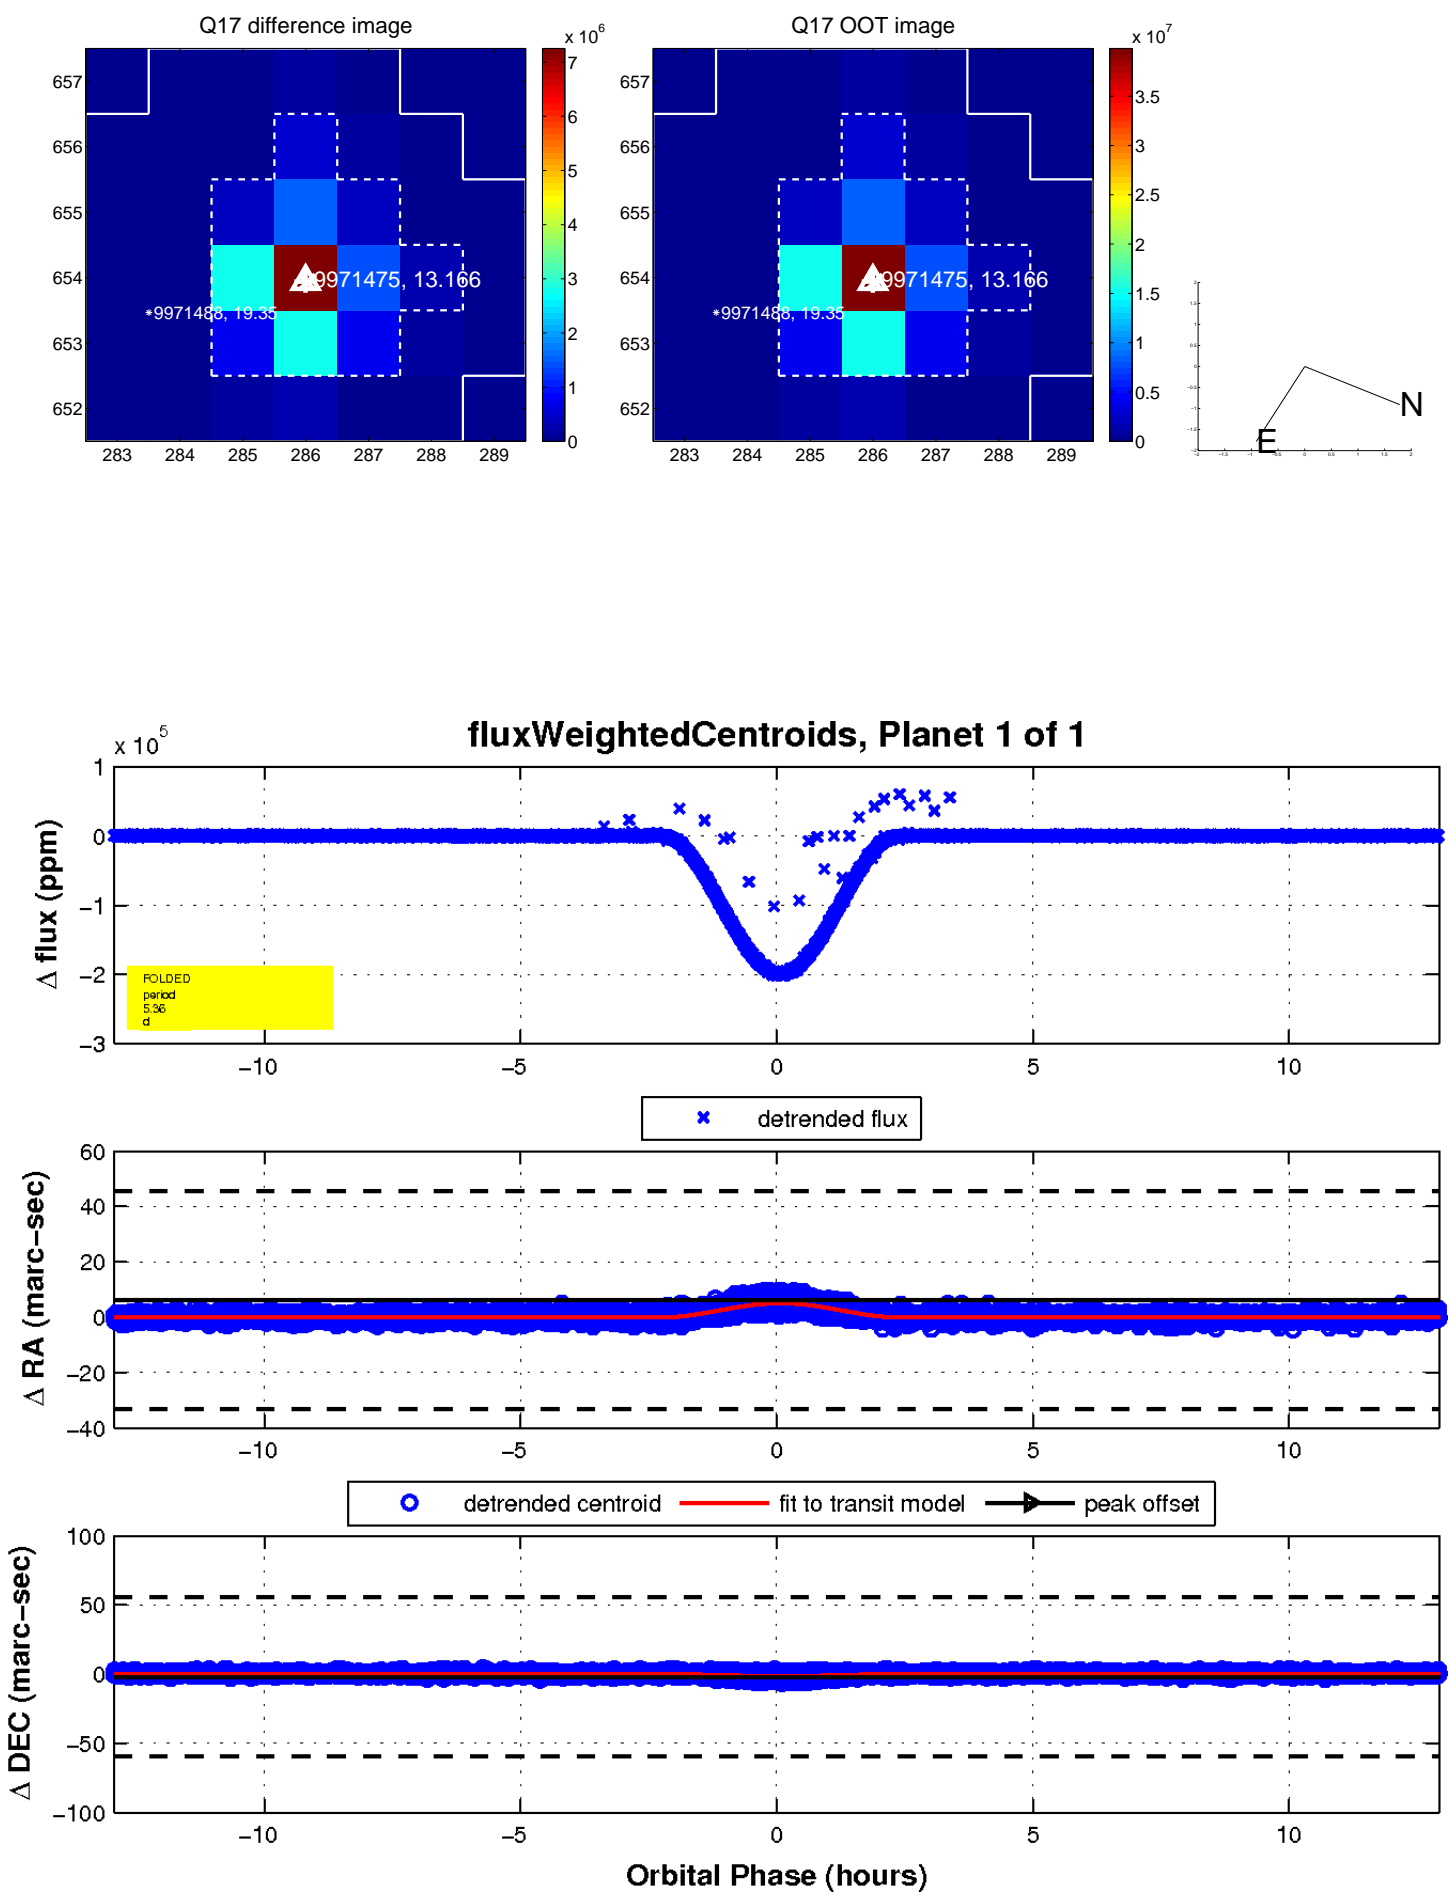 Q17 difference image
x 10^6
657
656
655
654
653
652
283 284 285 286 287 288 289
7
6
5
4
3
2
1
0
9971475, 13.166
*9971488, 19.35
Q17 OOT image
x 10^7
657
656
655
654
653
652
283 284 285 286 287 288 289
3.5
3
2.5
2
1.5
1
0.5
0
9971475, 13.166
*9971488, 19.35
N
E
fluxWeightedCentroids, Planet 1 of 1
x 10^5
Δ flux (ppm)
1
0
−1
−2
−3
FOLDED
period
5.36
d
−10 −5 0 5 10
detrended flux
Δ RA (marc−sec)
60
40
20
0
−20
−40
−10 −5 0 5 10
detrended centroid fit to transit model peak offset
Δ DEC (marc−sec)
100
50
0
−50
−100
−10 −5 0 5 10
Orbital Phase (hours)